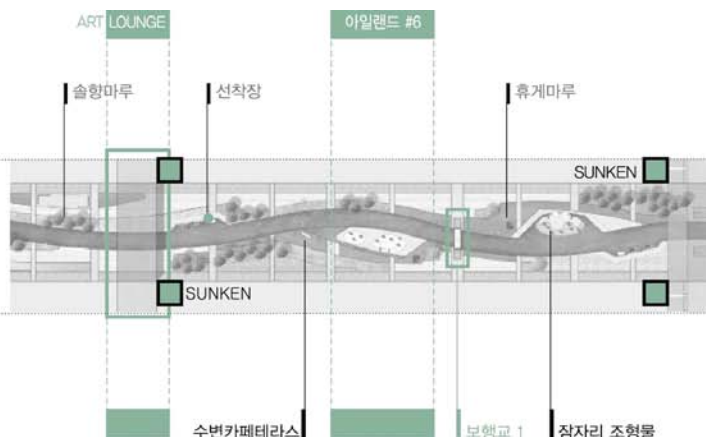 ART LOUNGE
아일랜드 #6
솔향마루
선착장
휴게마루
SUNKEN
SUNKEN
수변카페테라스
보행교 1
잠자리 조형물